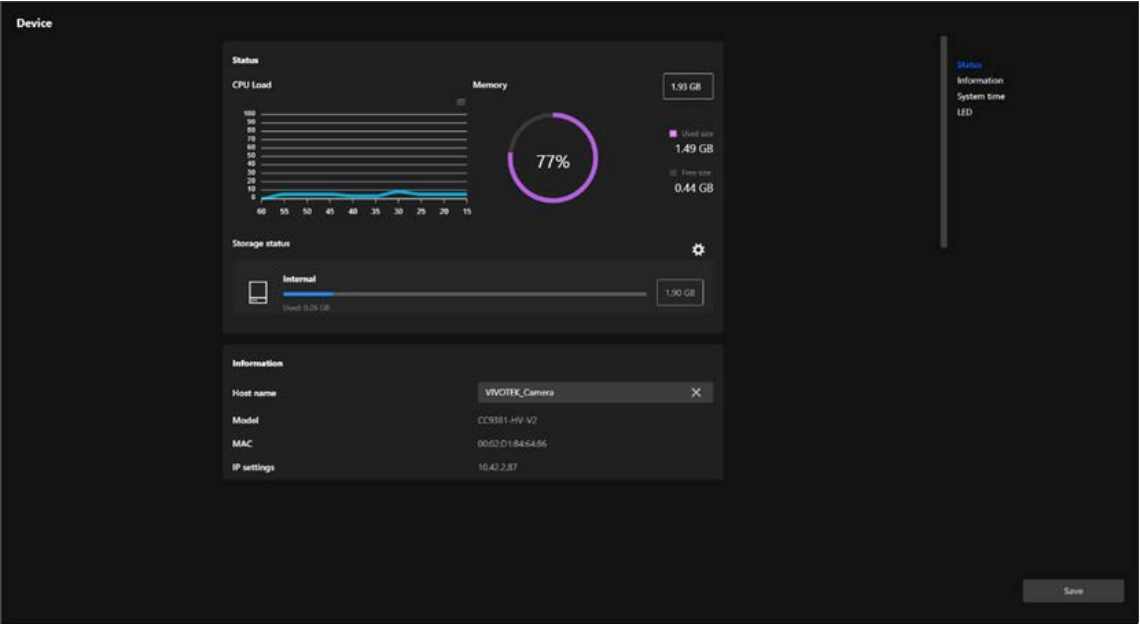 Device
Status
CPU Load
100
90
80
70
60
50
40
30
20
10
0
60 55 50 45 40 35 30 25 20 15
Memory
1.93 GB
77%
Used size
1.49 GB
Free size
0.44 GB
Storage status
Internal
1.90 GB
Used: 0.26 GB
Information
Host name VIVOTEK_Camera
Model CC9381-HV-V2
MAC 00:02:D1:84:64:86
IP settings 10.42.2.87
Status
Information
System time
LED
Save